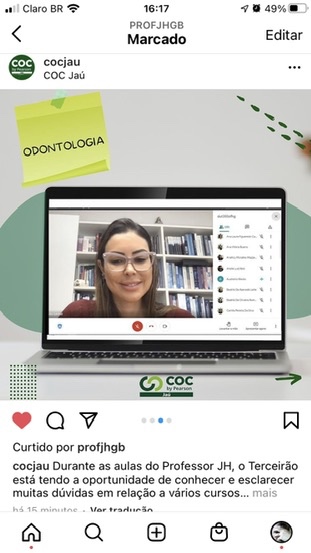 Claro BR
16:17
49%
PROFJHGB
Marcado
Editar
cocjau
COC Jaú
ODONTOLOGIA
COC
by Pearson
Jaú
Curtido por profjhgb
cocjau Durante as aulas do Professor JH, o Terceirão
está tendo a oportunidade de conhecer e esclarecer
muitas dúvidas em relação a vários cursos... mais
há 15 minutos · Ver tradução